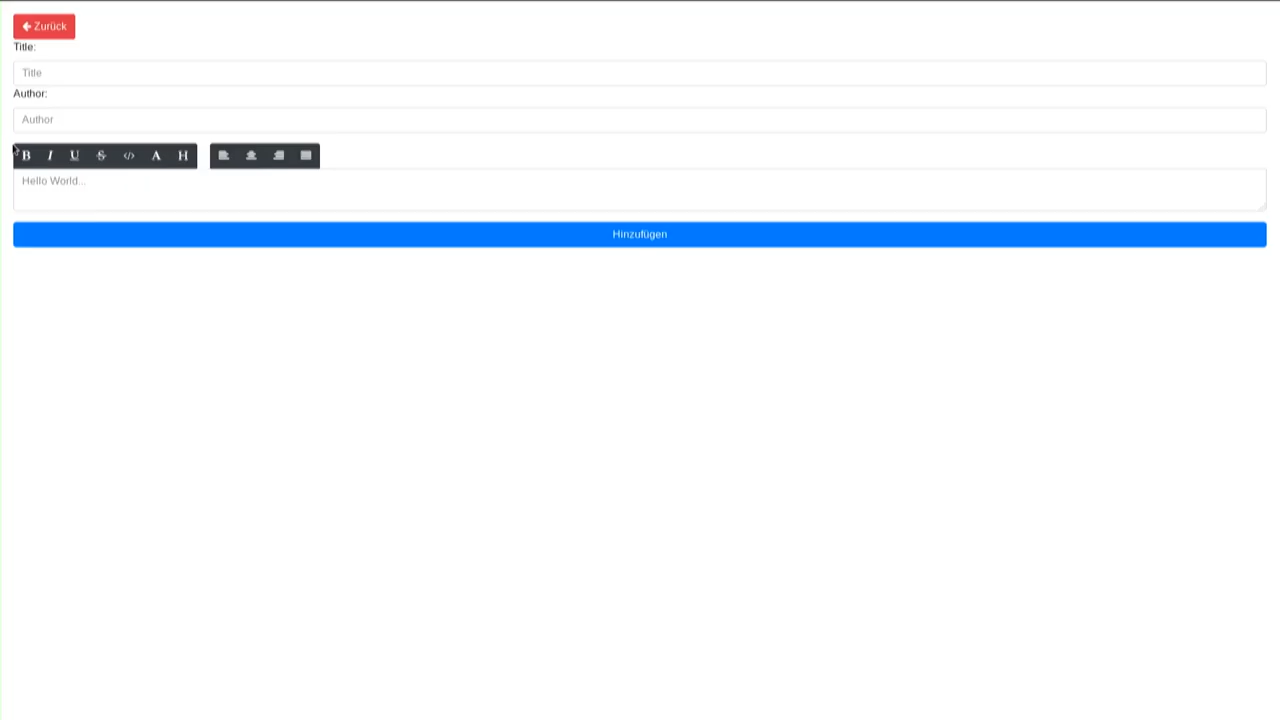 Zurück
Title:
Title
Author:
Author
B I U S </> A H
Hello World...
Hinzufügen